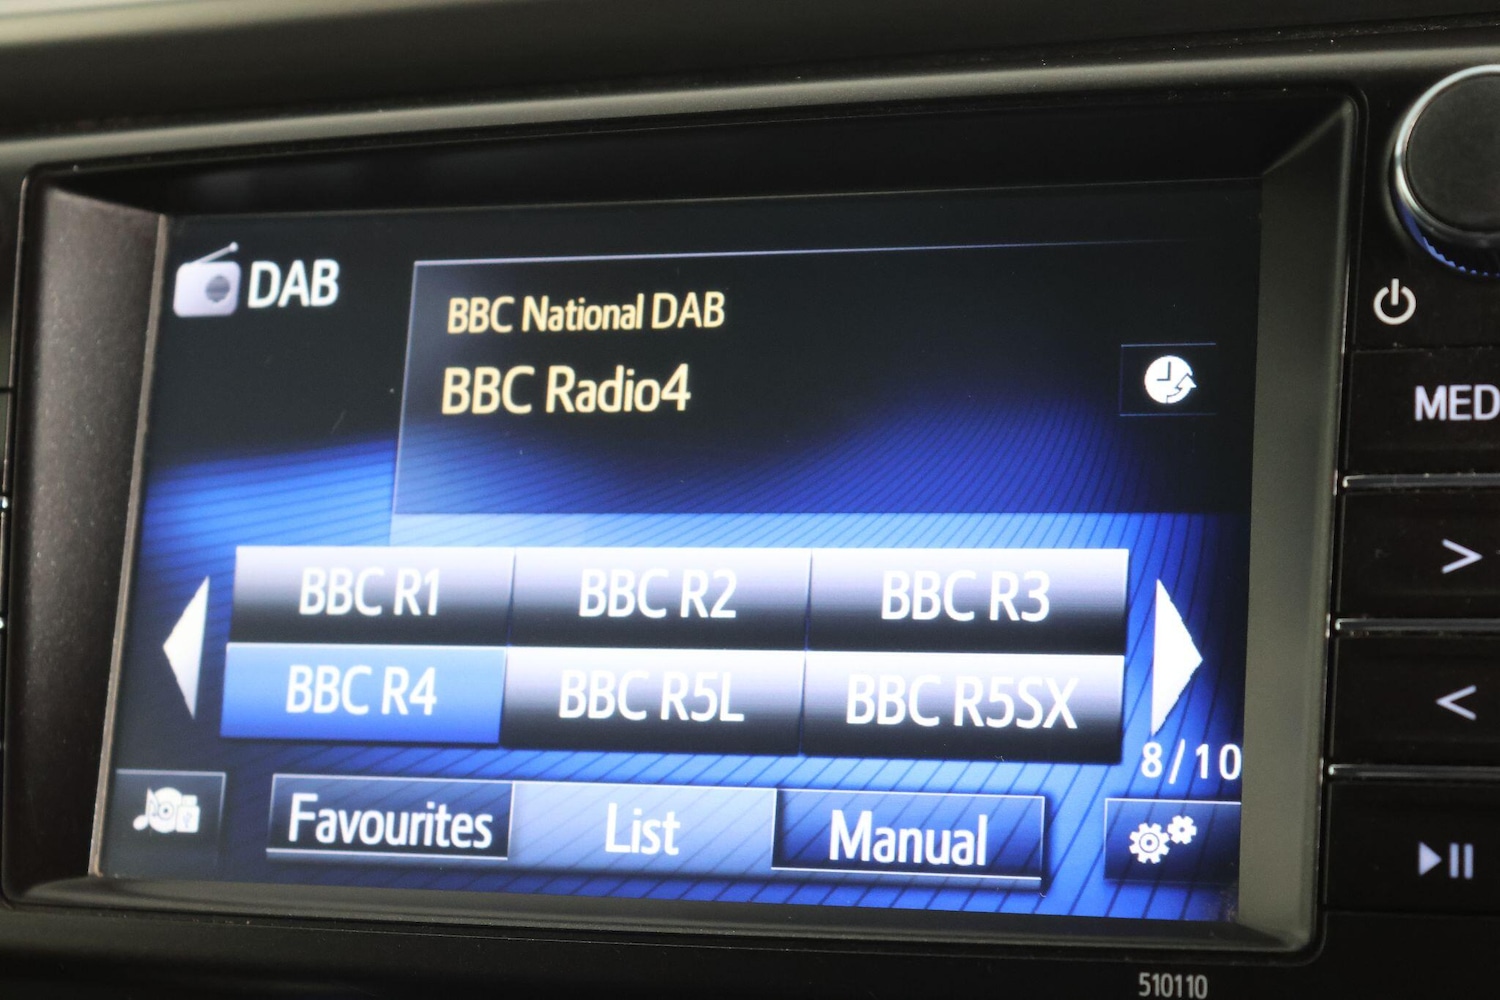 DAB
BBC National DAB
BBC Radio4
BBC R1
BBC R2
BBC R3
BBC R4
BBC R5L
BBC R5SX
8/10
Favourites
List
Manual
MED
510110